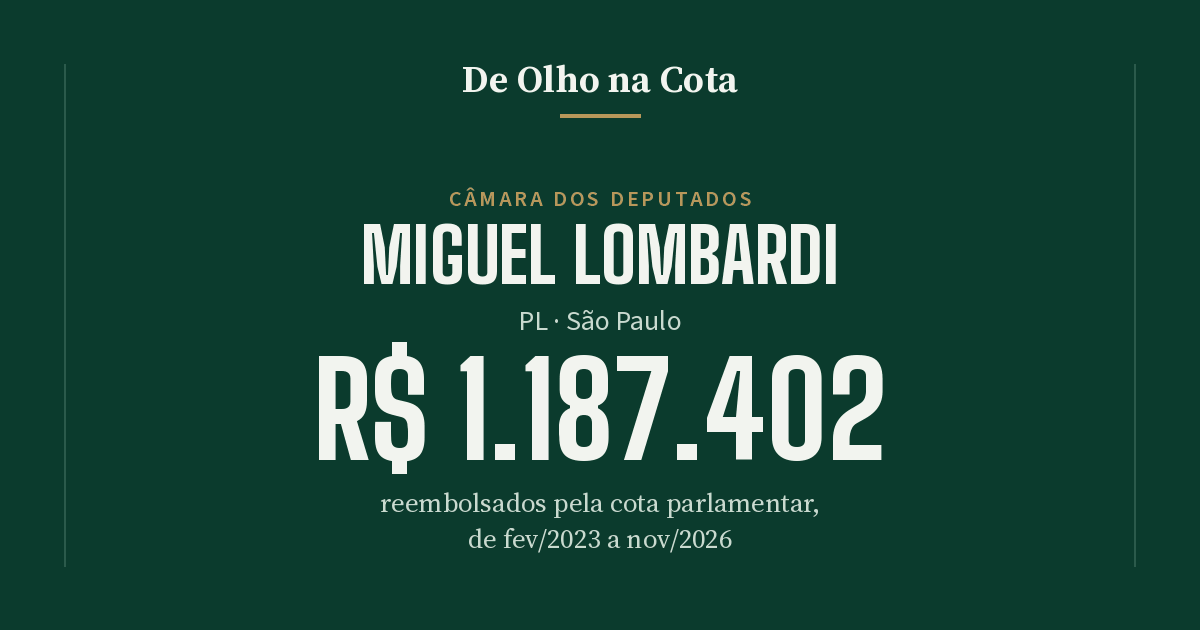 De Olho na Cota
CÂMARA DOS DEPUTADOS
MIGUEL LOMBARDI
PL · São Paulo
R$ 1.187.402
reembolsados pela cota parlamentar,
de fev/2023 a nov/2026